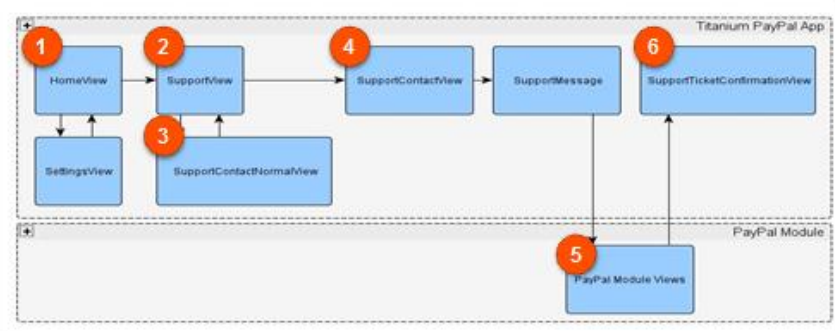 Titanium PayPal App
1
2
4
6
HomeView
SupportView
SupportContactView
SupportMessage
SupportTicketConfirmationView
3
SettingsView
SupportContactNormalView
PayPal Module
5
PayPal Module Views